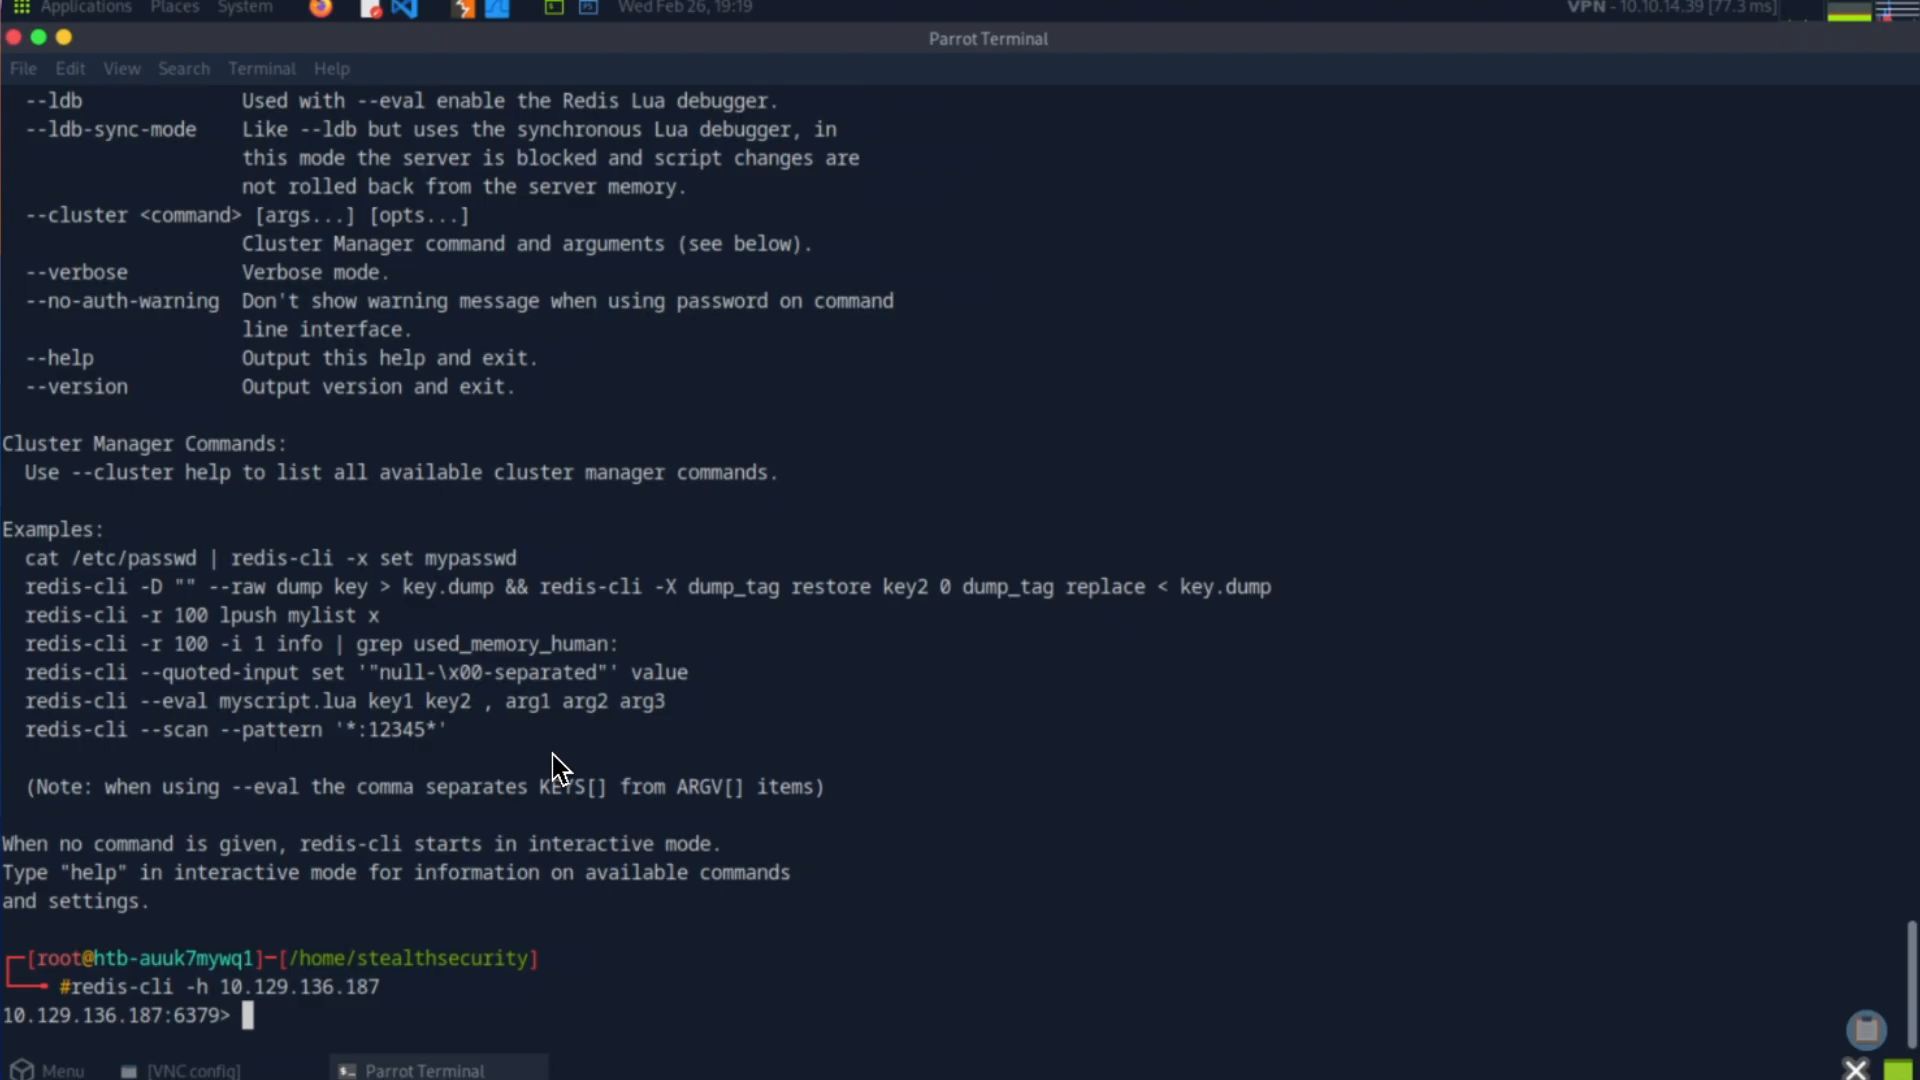 Applications Places System Wed Feb 26, 19:19 VPN - 10.10.14.39 [77.3 ms]
Parrot Terminal
File Edit View Search Terminal Help
--ldb Used with --eval enable the Redis Lua debugger.
--ldb-sync-mode Like --ldb but uses the synchronous Lua debugger, in
this mode the server is blocked and script changes are
not rolled back from the server memory.
--cluster <command> [args...] [opts...]
Cluster Manager command and arguments (see below).
--verbose Verbose mode.
--no-auth-warning Don't show warning message when using password on command
line interface.
--help Output this help and exit.
--version Output version and exit.
Cluster Manager Commands:
Use --cluster help to list all available cluster manager commands.
Examples:
cat /etc/passwd | redis-cli -x set mypasswd
redis-cli -D "" --raw dump key > key.dump && redis-cli -X dump_tag restore key2 0 dump_tag replace < key.dump
redis-cli -r 100 lpush mylist x
redis-cli -r 100 -i 1 info | grep used_memory_human:
redis-cli --quoted-input set '"null-\x00-separated"' value
redis-cli --eval myscript.lua key1 key2 , arg1 arg2 arg3
redis-cli --scan --pattern '*:12345*'
(Note: when using --eval the comma separates KEYS[] from ARGV[] items)
When no command is given, redis-cli starts in interactive mode.
Type "help" in interactive mode for information on available commands
and settings.
[root@htb-auuk7mywq1]-[/home/stealthsecurity]
#redis-cli -h 10.129.136.187
10.129.136.187:6379>
Menu [VNC config] Parrot Terminal